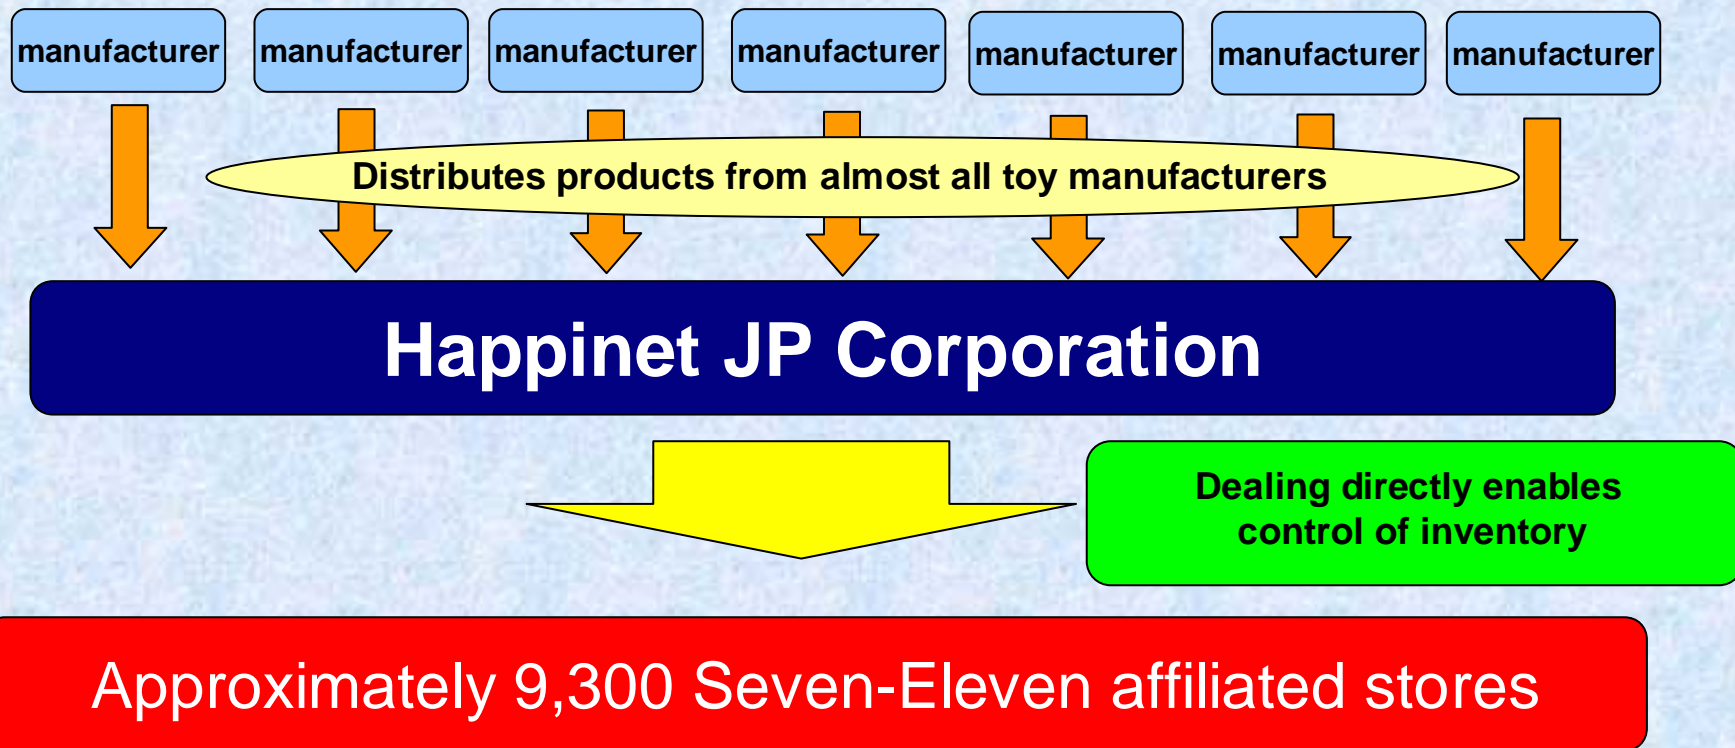 manufacturer manufacturer manufacturer manufacturer manufacturer manufacturer manufacturer
Distributes products from almost all toy manufacturers
Happinet JP Corporation
Dealing directly enables
control of inventory
Approximately 9,300 Seven-Eleven affiliated stores